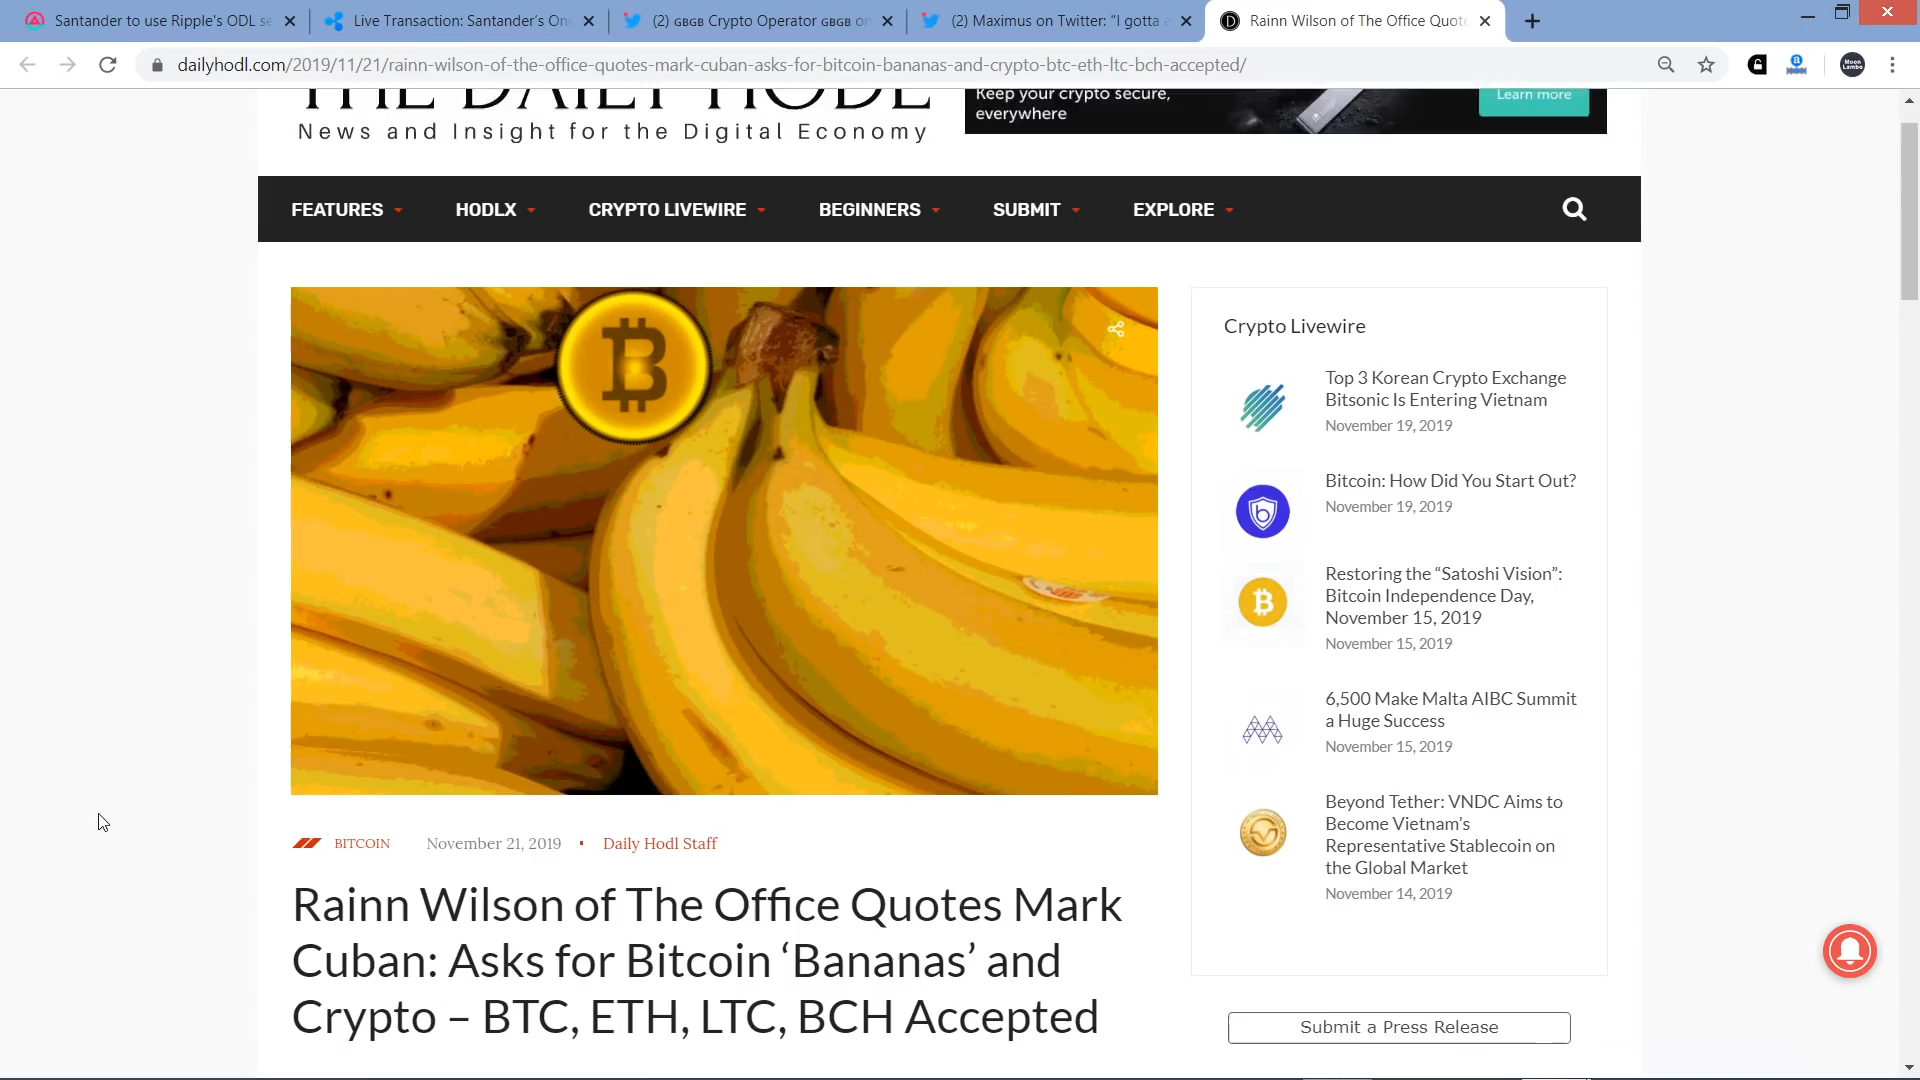 Santander to use Ripple's ODL se
Live Transaction: Santander's On
(2) GBGB Crypto Operator GBGB on
(2) Maximus on Twitter: "I gotta
Rainn Wilson of The Office Quot
dailyhodl.com/2019/11/21/rainn-wilson-of-the-office-quotes-mark-cuban-asks-for-bitcoin-bananas-and-crypto-btc-eth-ltc-bch-accepted/
THE DAILY HODL
News and Insight for the Digital Economy
Keep your crypto secure,
everywhere
Learn more
FEATURES
HODLX
CRYPTO LIVEWIRE
BEGINNERS
SUBMIT
EXPLORE
BITCOIN
November 21, 2019
Daily Hodl Staff
Rainn Wilson of The Office Quotes Mark
Cuban: Asks for Bitcoin ‘Bananas’ and
Crypto – BTC, ETH, LTC, BCH Accepted
Crypto Livewire
Top 3 Korean Crypto Exchange
Bitsonic Is Entering Vietnam
November 19, 2019
Bitcoin: How Did You Start Out?
November 19, 2019
Restoring the “Satoshi Vision”:
Bitcoin Independence Day,
November 15, 2019
November 15, 2019
6,500 Make Malta AIBC Summit
a Huge Success
November 15, 2019
Beyond Tether: VNDC Aims to
Become Vietnam’s
Representative Stablecoin on
the Global Market
November 14, 2019
Submit a Press Release